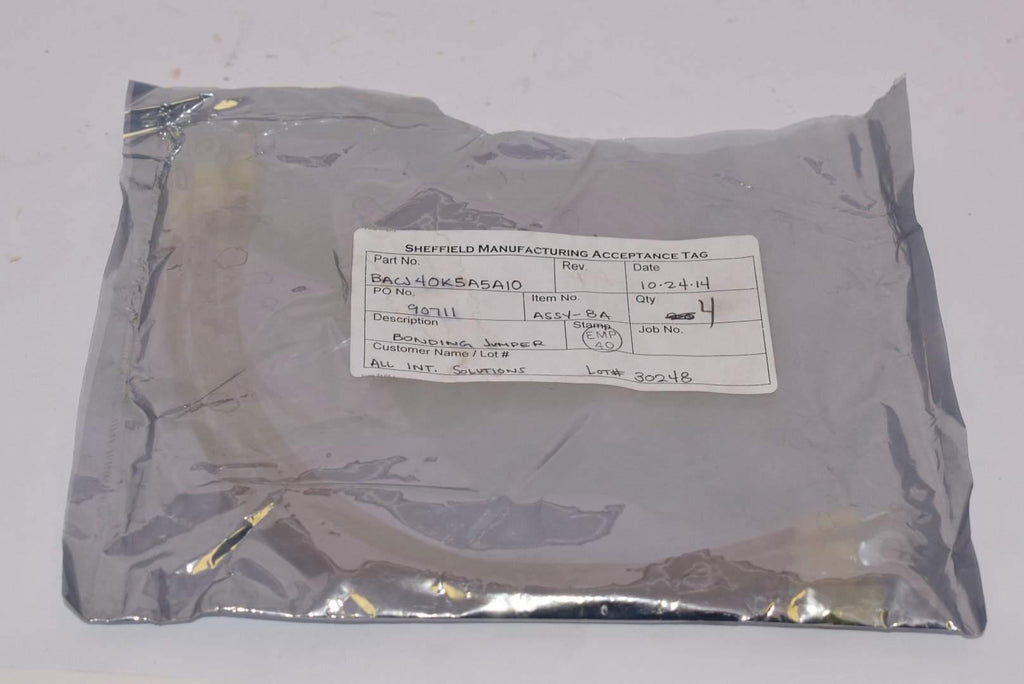 SHEFFIELD MANUFACTURING ACCEPTANCE TAG
Part No. Rev. Date
BACJ40K5A5A10 10-24-14
PO No. Item No. Qty
90711 ASSY-8A 4
Description Stamp Job No.
BONDING JUMPER EMP 40
Customer Name / Lot #
ALL INT. SOLUTIONS LOT# 30248